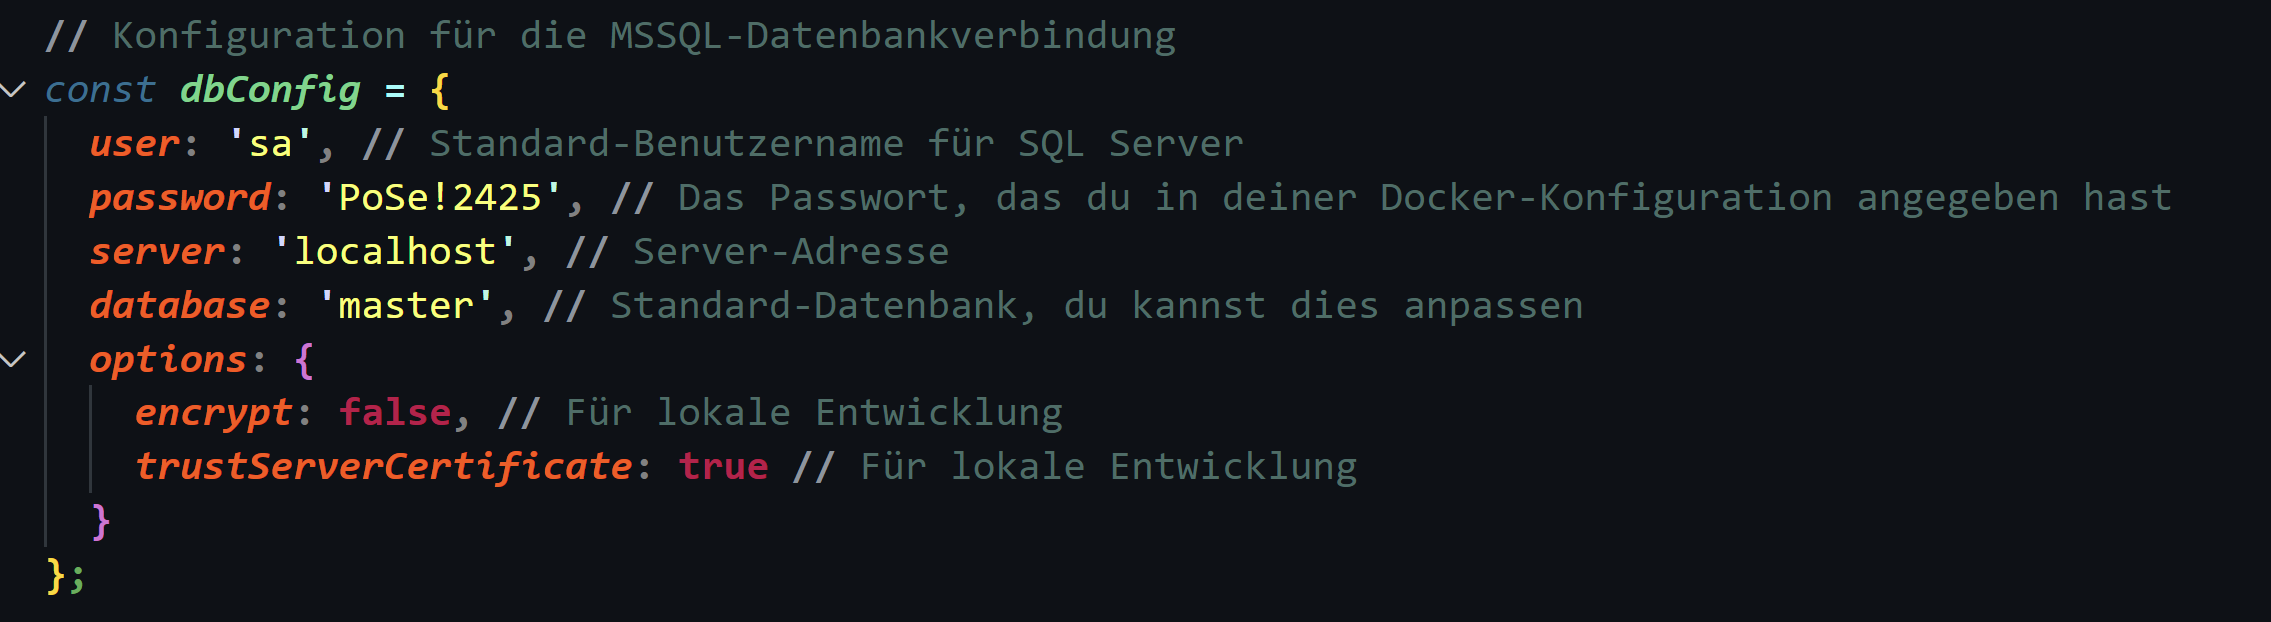 // Konfiguration für die MSSQL-Datenbankverbindung
const dbConfig = {
  user: 'sa', // Standard-Benutzername für SQL Server
  password: 'PoSe!2425', // Das Passwort, das du in deiner Docker-Konfiguration angegeben hast
  server: 'localhost', // Server-Adresse
  database: 'master', // Standard-Datenbank, du kannst dies anpassen
  options: {
    encrypt: false, // Für lokale Entwicklung
    trustServerCertificate: true // Für lokale Entwicklung
  }
};